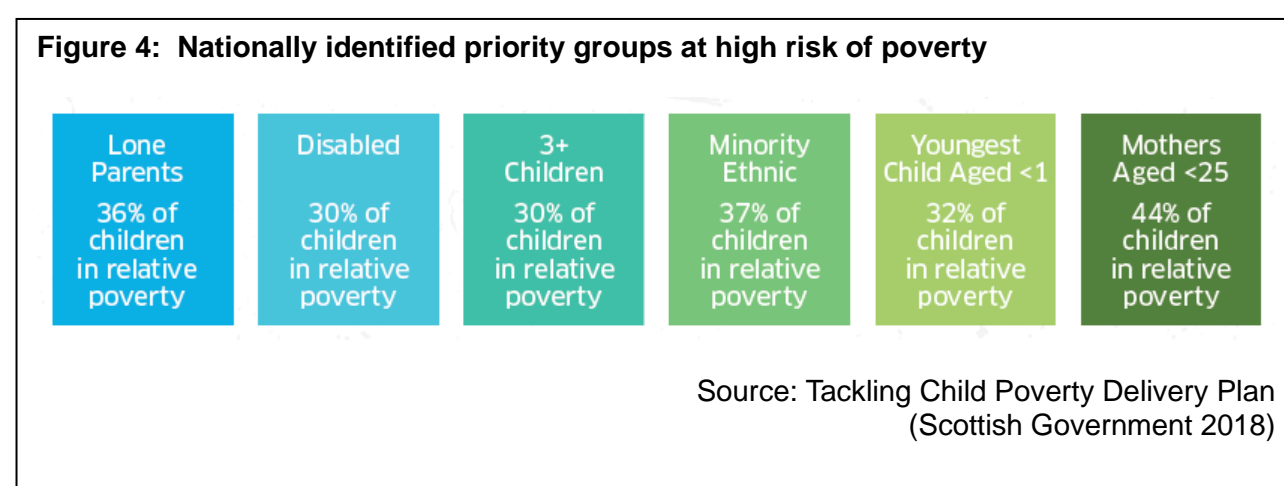 Figure 4:  Nationally identified priority groups at high risk of poverty
Lone
Parents
36% of
children
in relative
poverty
Disabled
30% of
children
in relative
poverty
3+
Children
30% of
children
in relative
poverty
Minority
Ethnic
37% of
children
in relative
poverty
Youngest
Child Aged <1
32% of
children
in relative
poverty
Mothers
Aged <25
44% of
children
in relative
poverty
Source: Tackling Child Poverty Delivery Plan
(Scottish Government 2018)